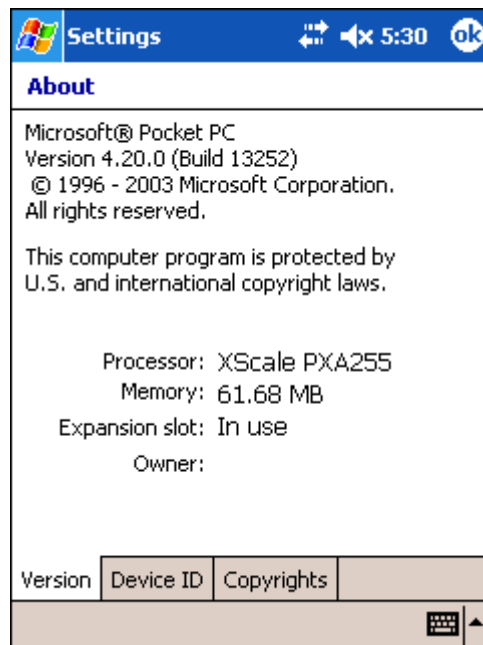 Settings 5:30 ok
About
Microsoft® Pocket PC
Version 4.20.0 (Build 13252)
© 1996 - 2003 Microsoft Corporation.
All rights reserved.
This computer program is protected by
U.S. and international copyright laws.
Processor: XScale PXA255
Memory: 61.68 MB
Expansion slot: In use
Owner:
Version Device ID Copyrights